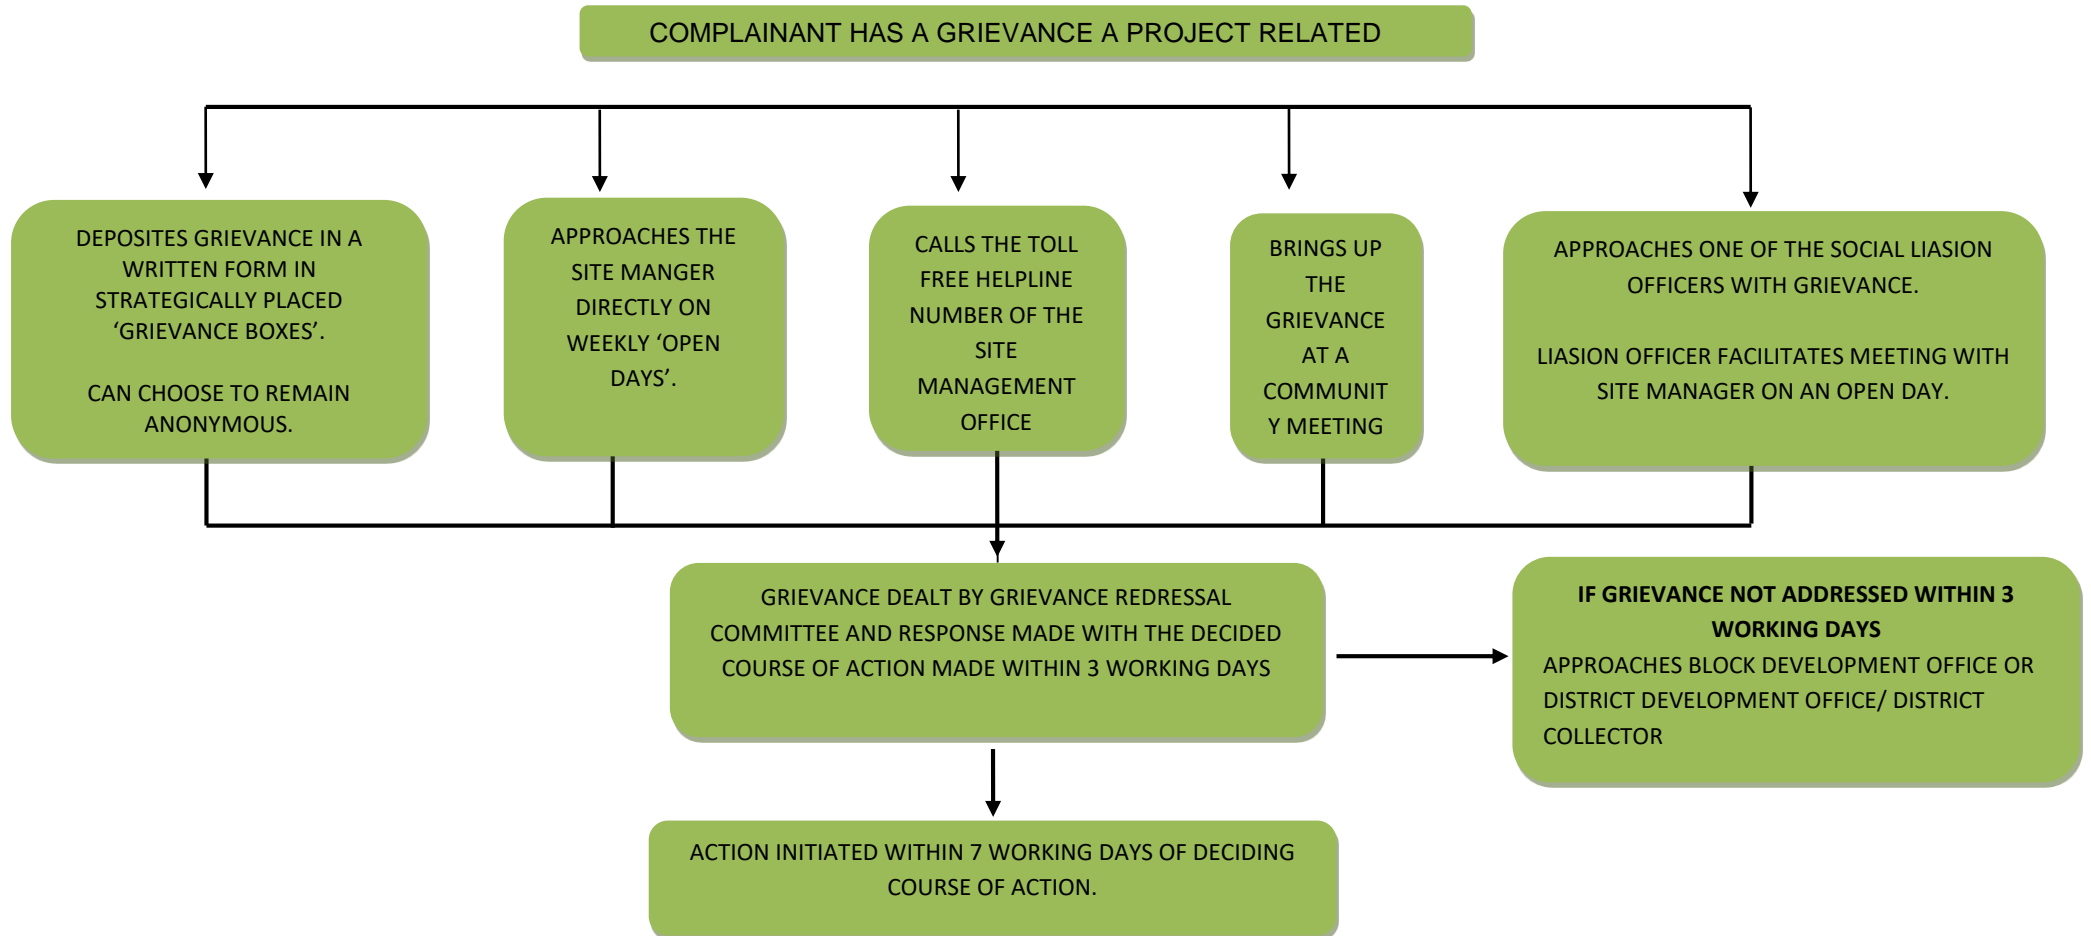 COMPLAINANT HAS A GRIEVANCE A PROJECT RELATED
DEPOSITES GRIEVANCE IN A
WRITTEN FORM IN
STRATEGICALLY PLACED
‘GRIEVANCE BOXES’.
CAN CHOOSE TO REMAIN
ANONYMOUS.
APPROACHES THE
SITE MANGER
DIRECTLY ON
WEEKLY ‘OPEN
DAYS’.
CALLS THE TOLL
FREE HELPLINE
NUMBER OF THE
SITE
MANAGEMENT
OFFICE
BRINGS UP
THE
GRIEVANCE
AT A
COMMUNIT
Y MEETING
APPROACHES ONE OF THE SOCIAL LIASION
OFFICERS WITH GRIEVANCE.
LIASION OFFICER FACILITATES MEETING WITH
SITE MANAGER ON AN OPEN DAY.
GRIEVANCE DEALT BY GRIEVANCE REDRESSAL
COMMITTEE AND RESPONSE MADE WITH THE DECIDED
COURSE OF ACTION MADE WITHIN 3 WORKING DAYS
IF GRIEVANCE NOT ADDRESSED WITHIN 3
WORKING DAYS
APPROACHES BLOCK DEVELOPMENT OFFICE OR
DISTRICT DEVELOPMENT OFFICE/ DISTRICT
COLLECTOR
ACTION INITIATED WITHIN 7 WORKING DAYS OF DECIDING
COURSE OF ACTION.